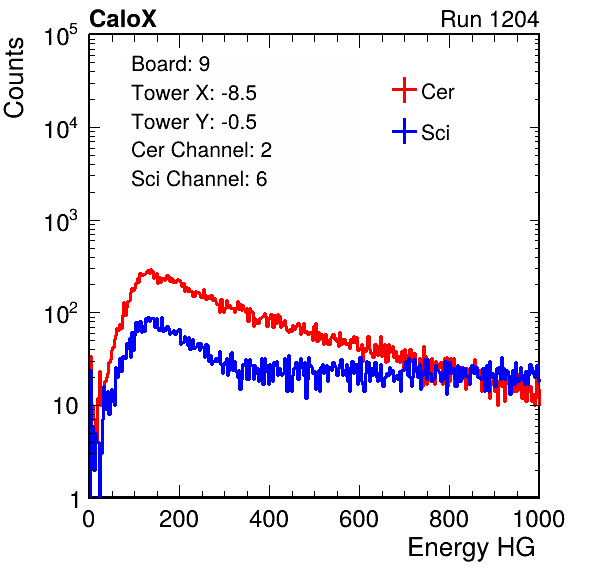 CaloX Run 1204
Counts
Board: 9
Tower X: -8.5
Tower Y: -0.5
Cer Channel: 2
Sci Channel: 6
Cer
Sci
10^5
10^4
10^3
10^2
10
1
0 200 400 600 800 1000
Energy HG